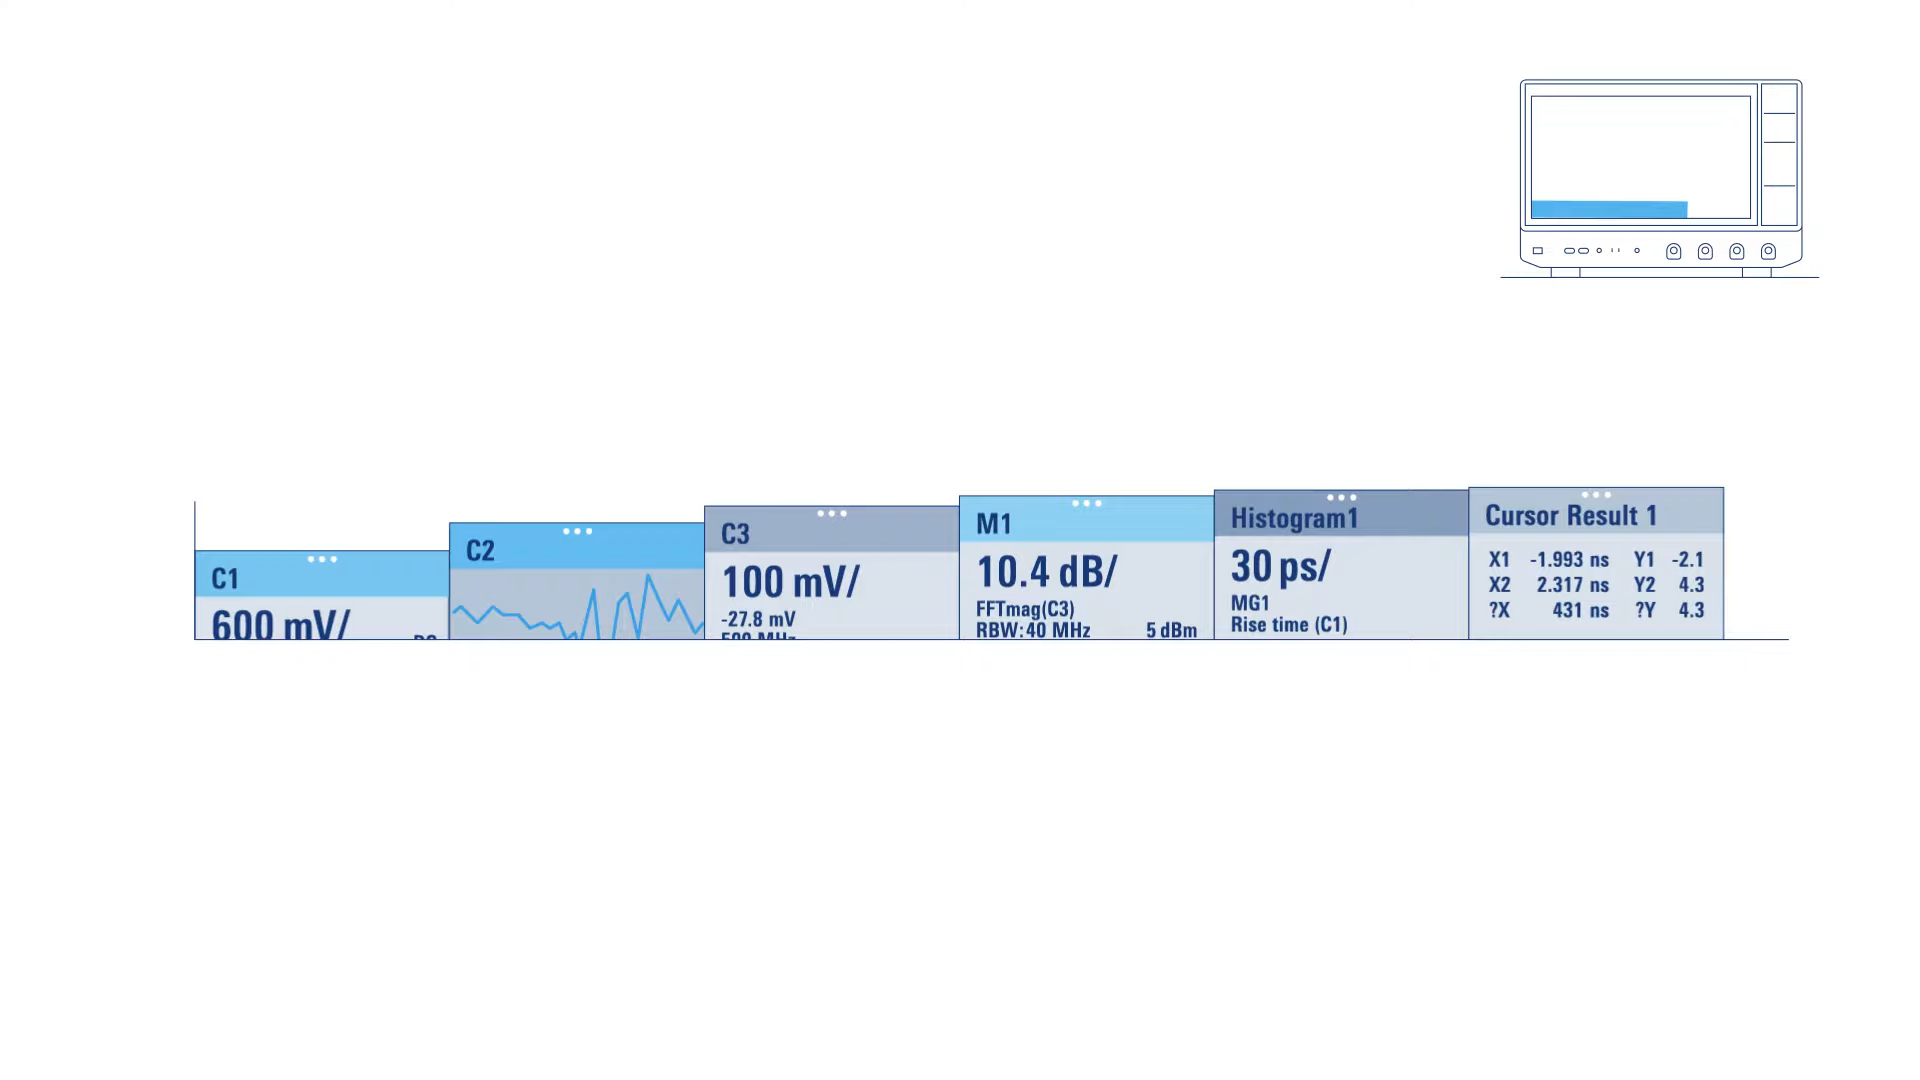 C1
600 mV/
C2
C3
100 mV/
-27.8 mV
500 MHz
M1
10.4 dB/
FFTmag(C3)
RBW:40 MHz 5 dBm
Histogram1
30 ps/
MG1
Rise time (C1)
Cursor Result 1
X1 -1.993 ns Y1 -2.1
X2 2.317 ns Y2 4.3
?X 431 ns ?Y 4.3